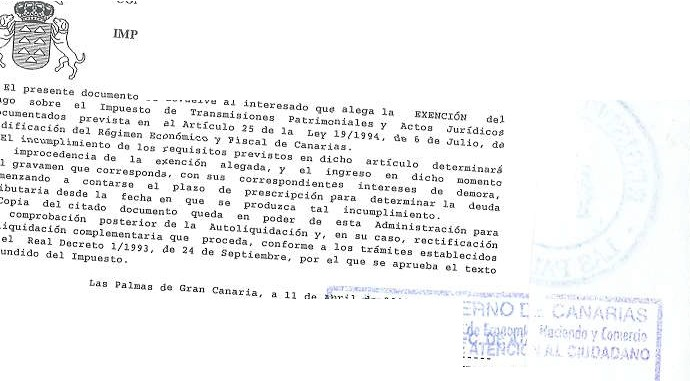 IMP
El presente documento se devuelve al interesado que alega la EXENCIÓN del
ago sobre el Impuesto de Transmisiones Patrimoniales y Actos Jurídicos
ocumentados prevista en el Artículo 25 de la Ley 19/1994, de 6 de Julio, de
dificación del Régimen Económico y Fiscal de Canarias.
El incumplimiento de los requisitos previstos en dicho artículo determinará
improcedencia de la exención alegada, y el ingreso en dicho momento
l gravamen que corresponda, con sus correspondientes intereses de demora,
menzando a contarse el plazo de prescripción para determinar la deuda
ibutaria desde la fecha en que se produzca tal incumplimiento.
Copia del citado documento queda en poder de esta Administración para
comprobación posterior de la Autoliquidación y, en su caso, rectificación
liquidación complementaria que proceda, conforme a los trámites establecidos
el Real Decreto 1/1993, de 24 de Septiembre, por el que se aprueba el texto
undido del Impuesto.
Las Palmas de Gran Canaria, a 11 de Abril de
ERNO DE CANARIAS
de Economía, Hacienda y Comercio
ATENCIÓN AL CIUDADANO